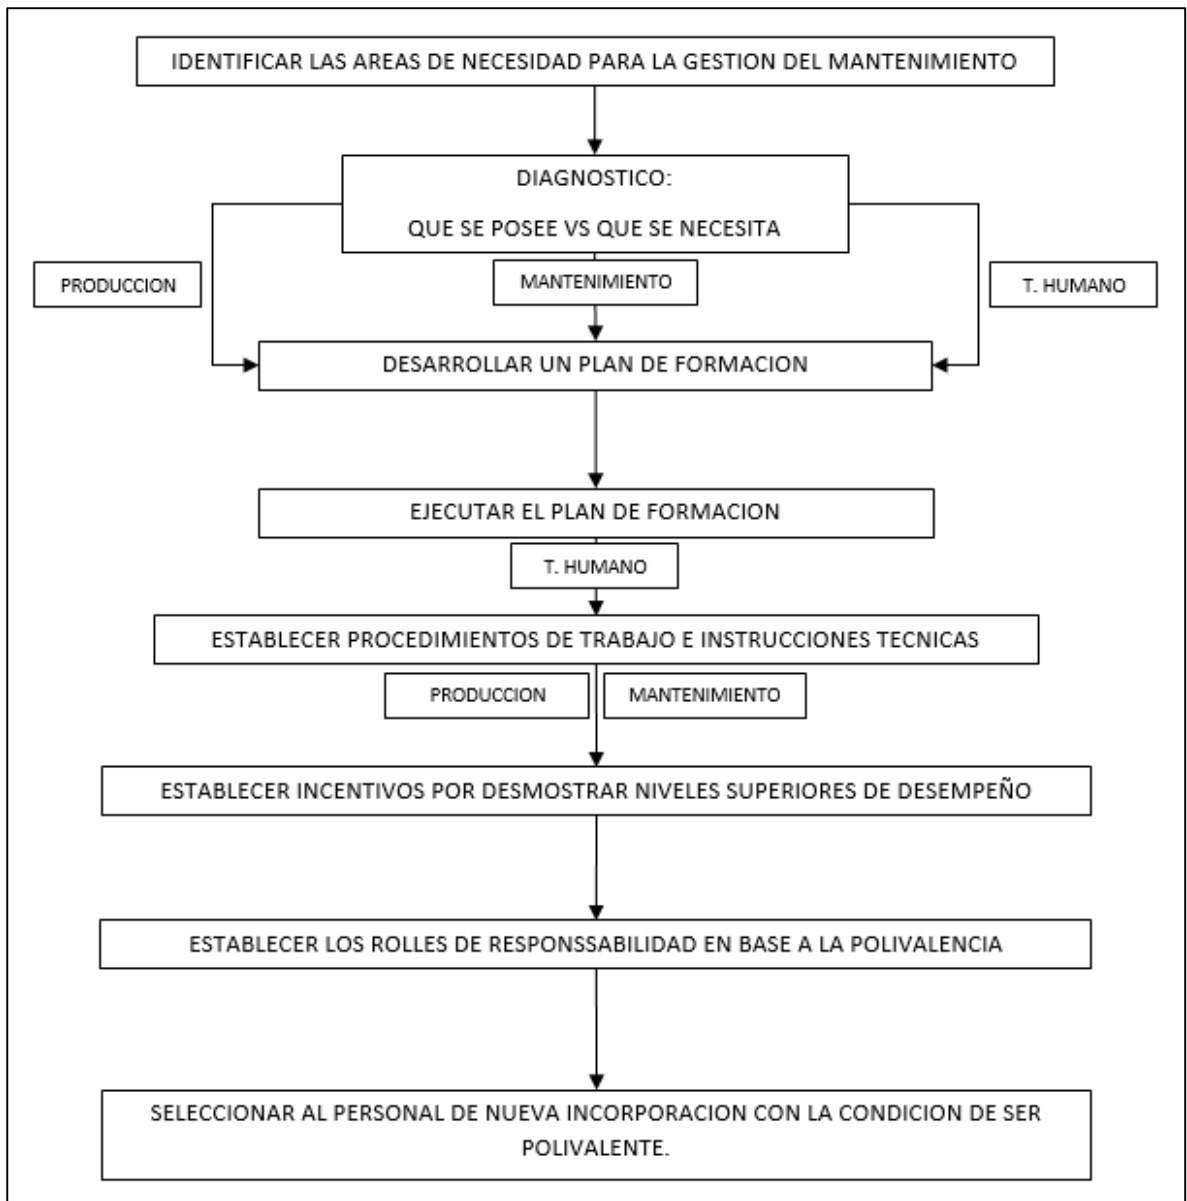 IDENTIFICAR LAS AREAS DE NECESIDAD PARA LA GESTION DEL MANTENIMIENTO
DIAGNOSTICO:
QUE SE POSEE VS QUE SE NECESITA
PRODUCCION
MANTENIMIENTO
T. HUMANO
DESARROLLAR UN PLAN DE FORMACION
EJECUTAR EL PLAN DE FORMACION
T. HUMANO
ESTABLECER PROCEDIMIENTOS DE TRABAJO E INSTRUCCIONES TECNICAS
PRODUCCION
MANTENIMIENTO
ESTABLECER INCENTIVOS POR DESMOSTRAR NIVELES SUPERIORES DE DESEMPEÑO
ESTABLECER LOS ROLLES DE RESPONSSABILIDAD EN BASE A LA POLIVALENCIA
SELECCIONAR AL PERSONAL DE NUEVA INCORPORACION CON LA CONDICION DE SER
POLIVALENTE.